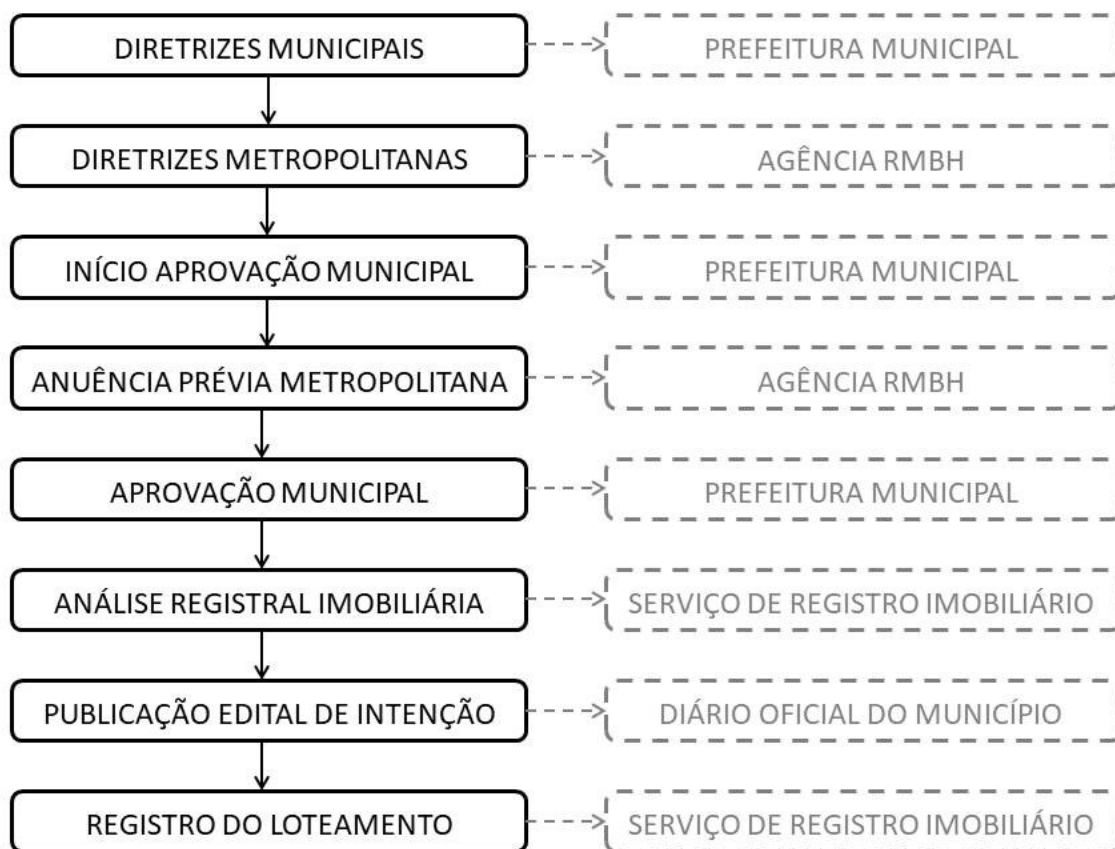 DIRETRIZES MUNICIPAIS
PREFEITURA MUNICIPAL
DIRETRIZES METROPOLITANAS
AGÊNCIA RMBH
INÍCIO APROVAÇÃO MUNICIPAL
PREFEITURA MUNICIPAL
ANUÊNCIA PRÉVIA METROPOLITANA
AGÊNCIA RMBH
APROVAÇÃO MUNICIPAL
PREFEITURA MUNICIPAL
ANÁLISE REGISTRAL IMOBILIÁRIA
SERVIÇO DE REGISTRO IMOBILIÁRIO
PUBLICAÇÃO EDITAL DE INTENÇÃO
DIÁRIO OFICIAL DO MUNICÍPIO
REGISTRO DO LOTEAMENTO
SERVIÇO DE REGISTRO IMOBILIÁRIO